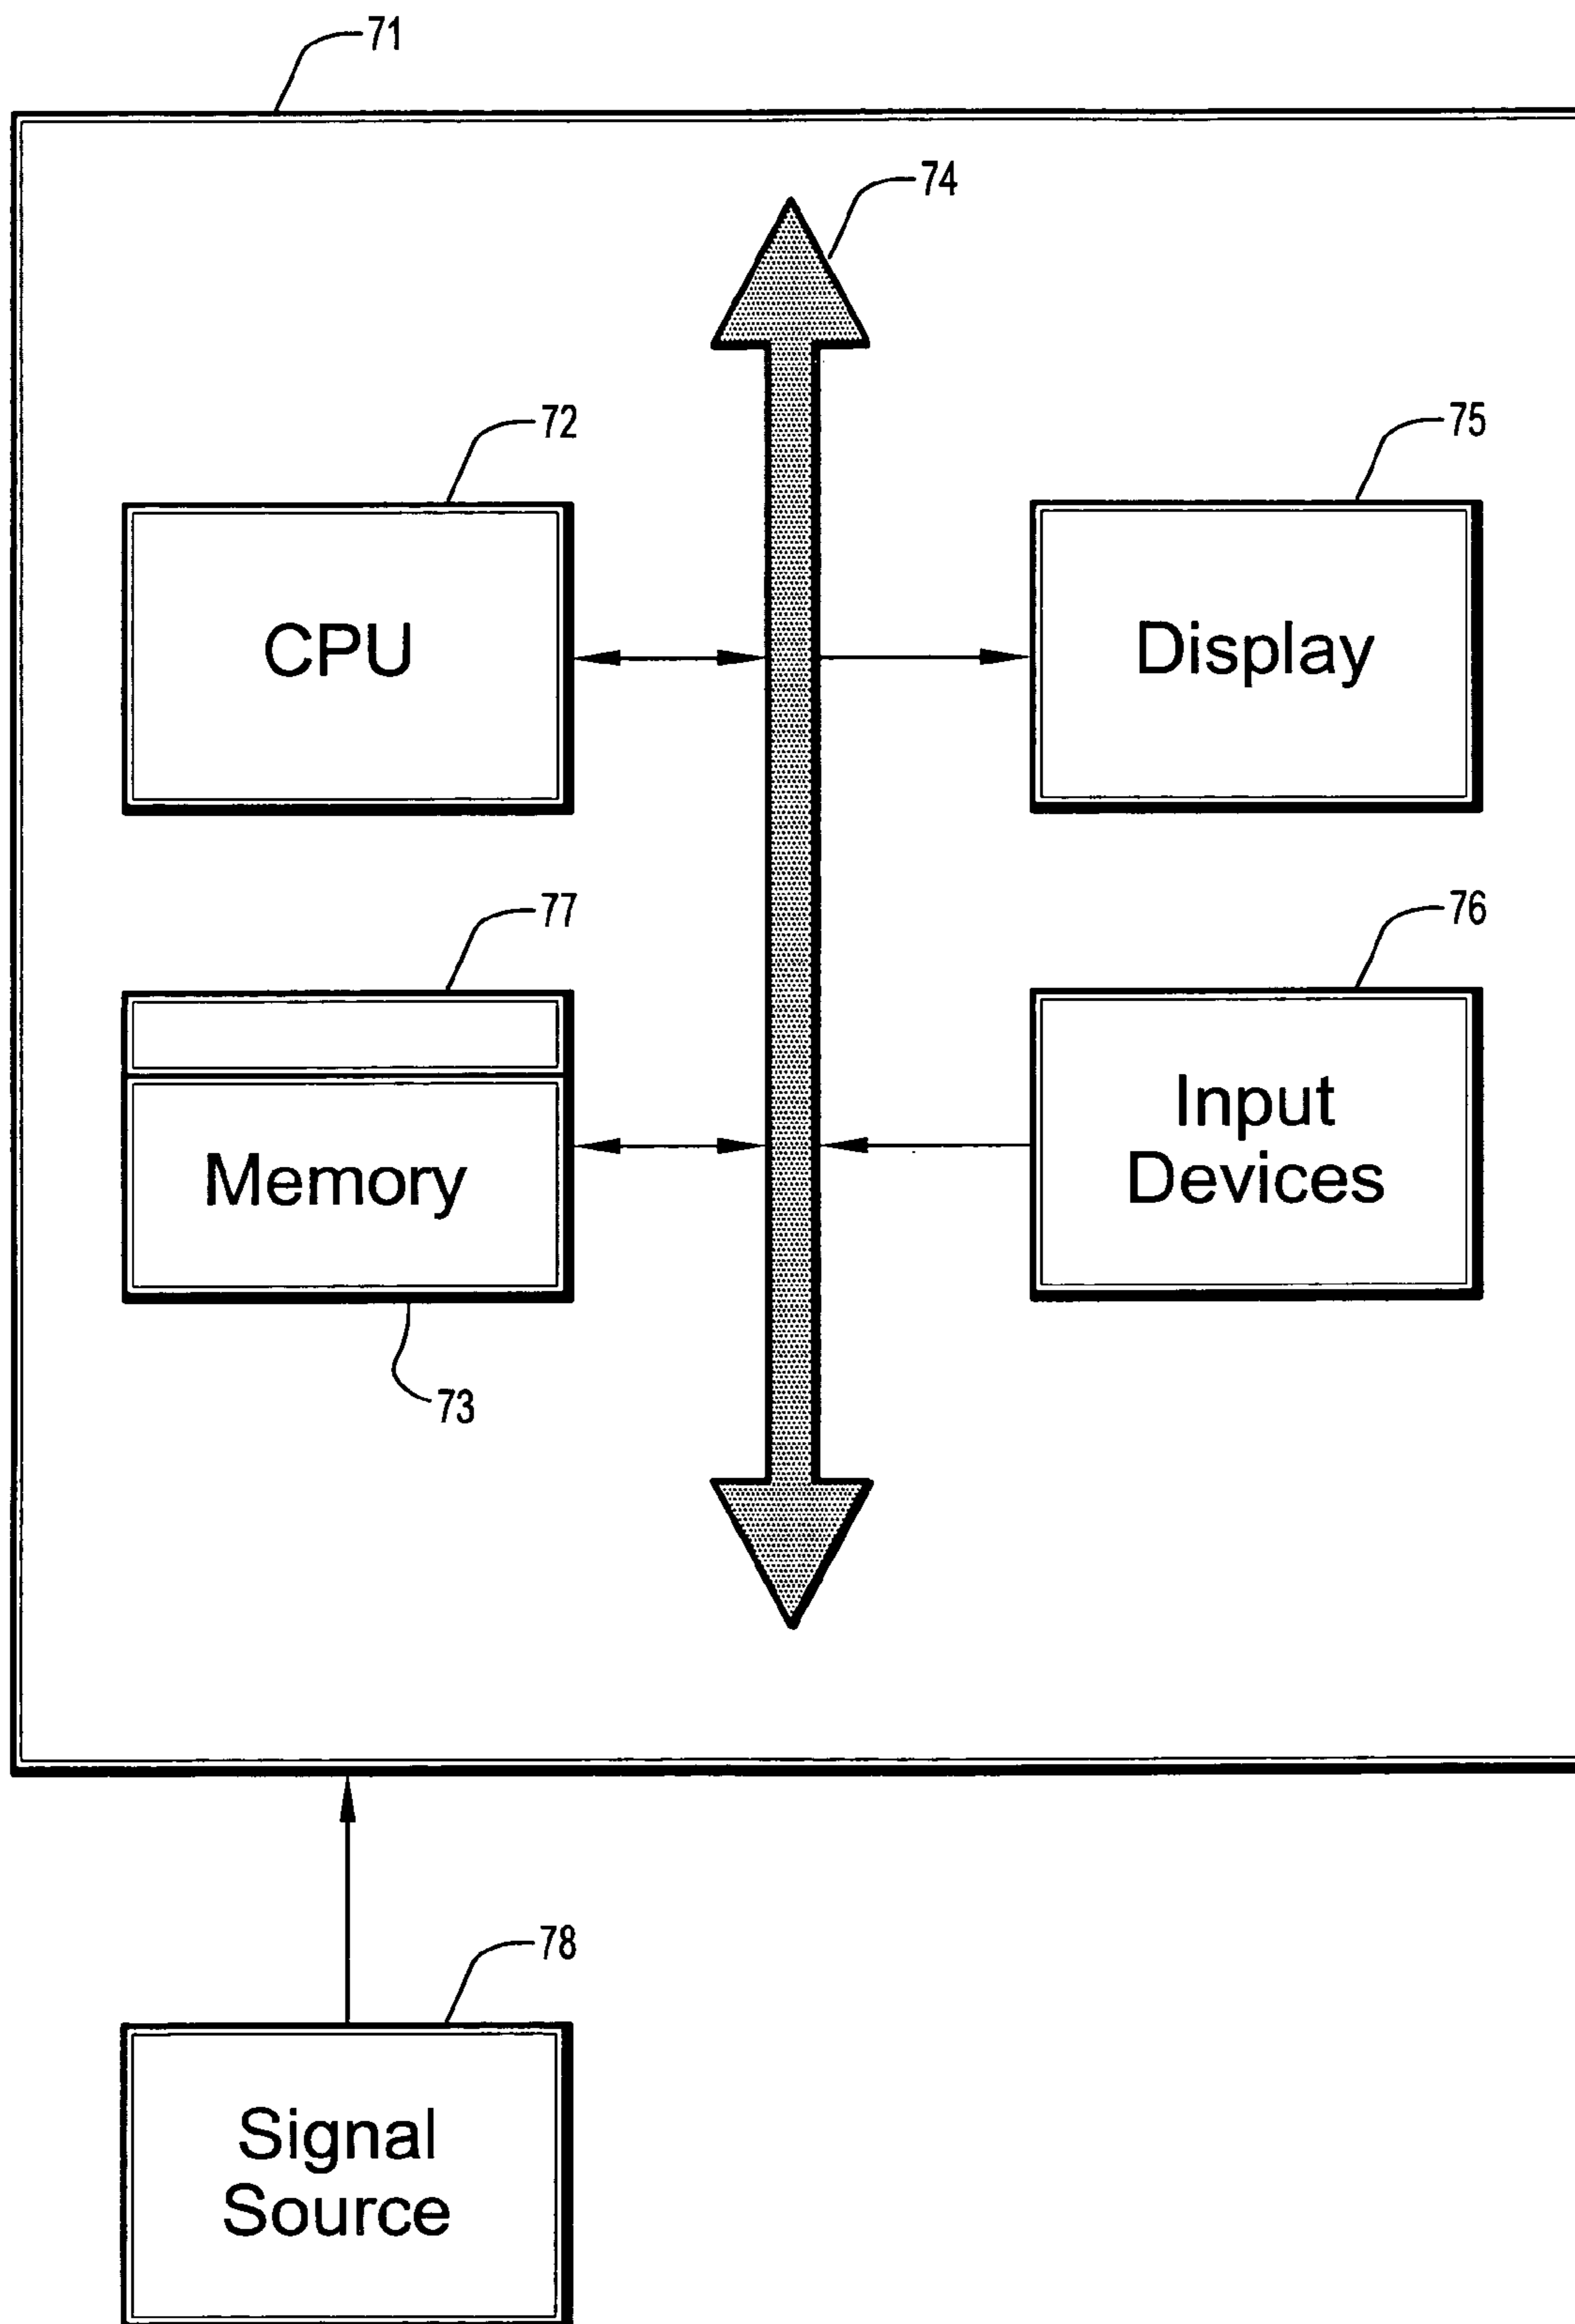 71
74
72
75
CPU
Display
77
76
Memory
Input
Devices
73
78
Signal
Source